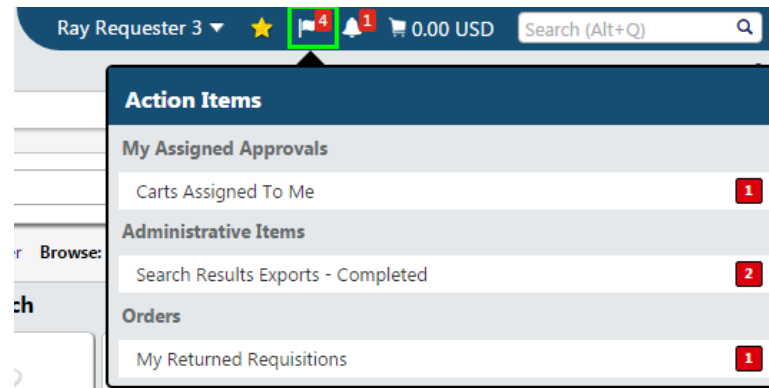 Ray Requester 3 4 1 0.00 USD Search (Alt+Q)
Action Items
My Assigned Approvals
Carts Assigned To Me 1
Administrative Items
Browse:
Search Results Exports - Completed 2
ch
Orders
My Returned Requisitions 1